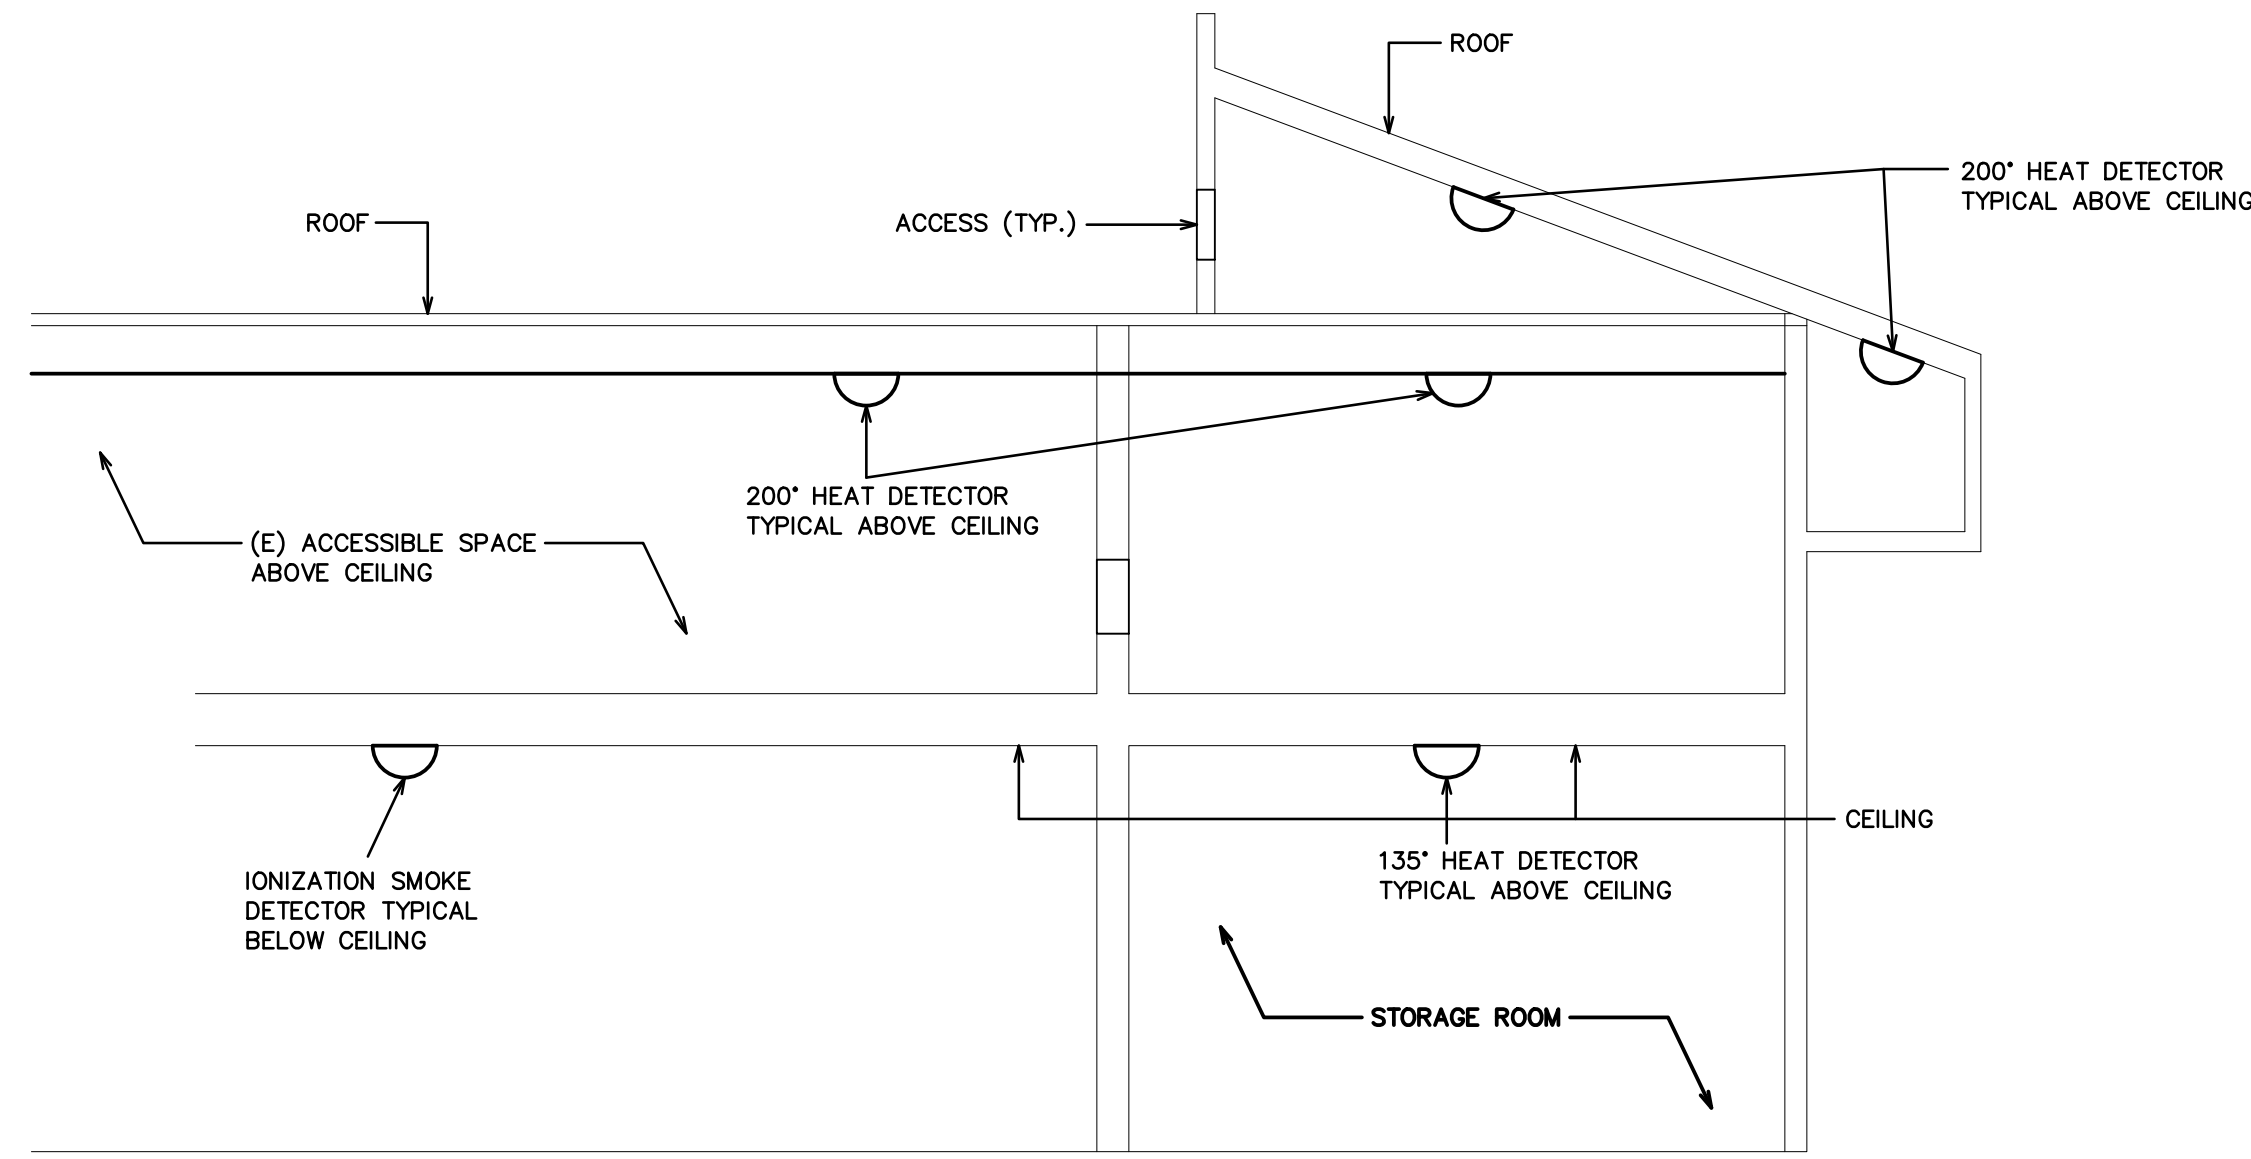 ROOF
200° HEAT DETECTOR
TYPICAL ABOVE CEILING
ROOF
ACCESS (TYP.)
200° HEAT DETECTOR
TYPICAL ABOVE CEILING
(E) ACCESSIBLE SPACE
ABOVE CEILING
CEILING
135° HEAT DETECTOR
TYPICAL ABOVE CEILING
IONIZATION SMOKE
DETECTOR TYPICAL
BELOW CEILING
STORAGE ROOM